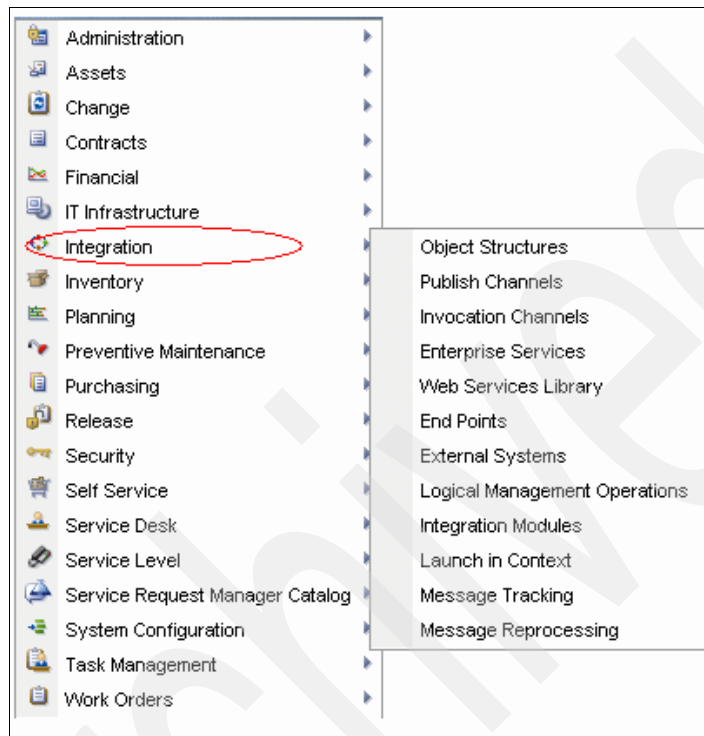 Administration
Assets
Change
Contracts
Financial
IT Infrastructure
Integration
Inventory
Planning
Preventive Maintenance
Purchasing
Release
Security
Self Service
Service Desk
Service Level
Service Request Manager Catalog
System Configuration
Task Management
Work Orders
Object Structures
Publish Channels
Invocation Channels
Enterprise Services
Web Services Library
End Points
External Systems
Logical Management Operations
Integration Modules
Launch in Context
Message Tracking
Message Reprocessing